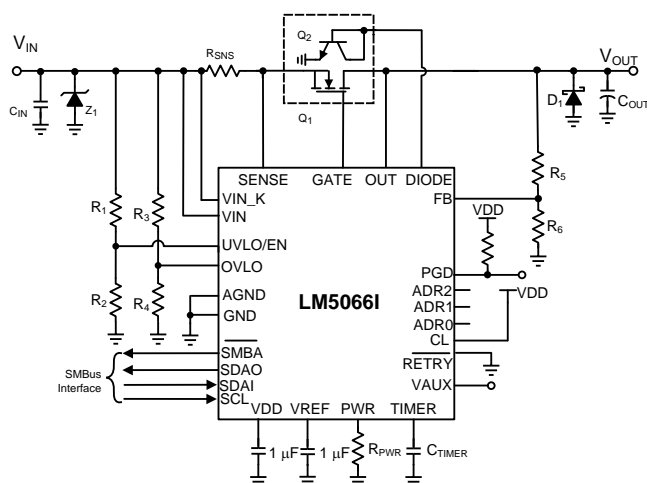 Q2
VIN
RSNS
VOUT
CIN
Z1
Q1
D1
COUT
SENSE GATE OUT DIODE
VIN_K
VIN
FB
R5
R1
R3
VDD
R6
UVLO/EN
OVLO
PGD
R2
R4
LM5066I
ADR2
VDD
AGND
ADR1
GND
ADR0
CL
SMBA
RETRY
SMBus
Interface
SDAO
SDAI
VAUX
SCL
VDD VREF PWR TIMER
1 μF
1 μF
RPWR
CTIMER